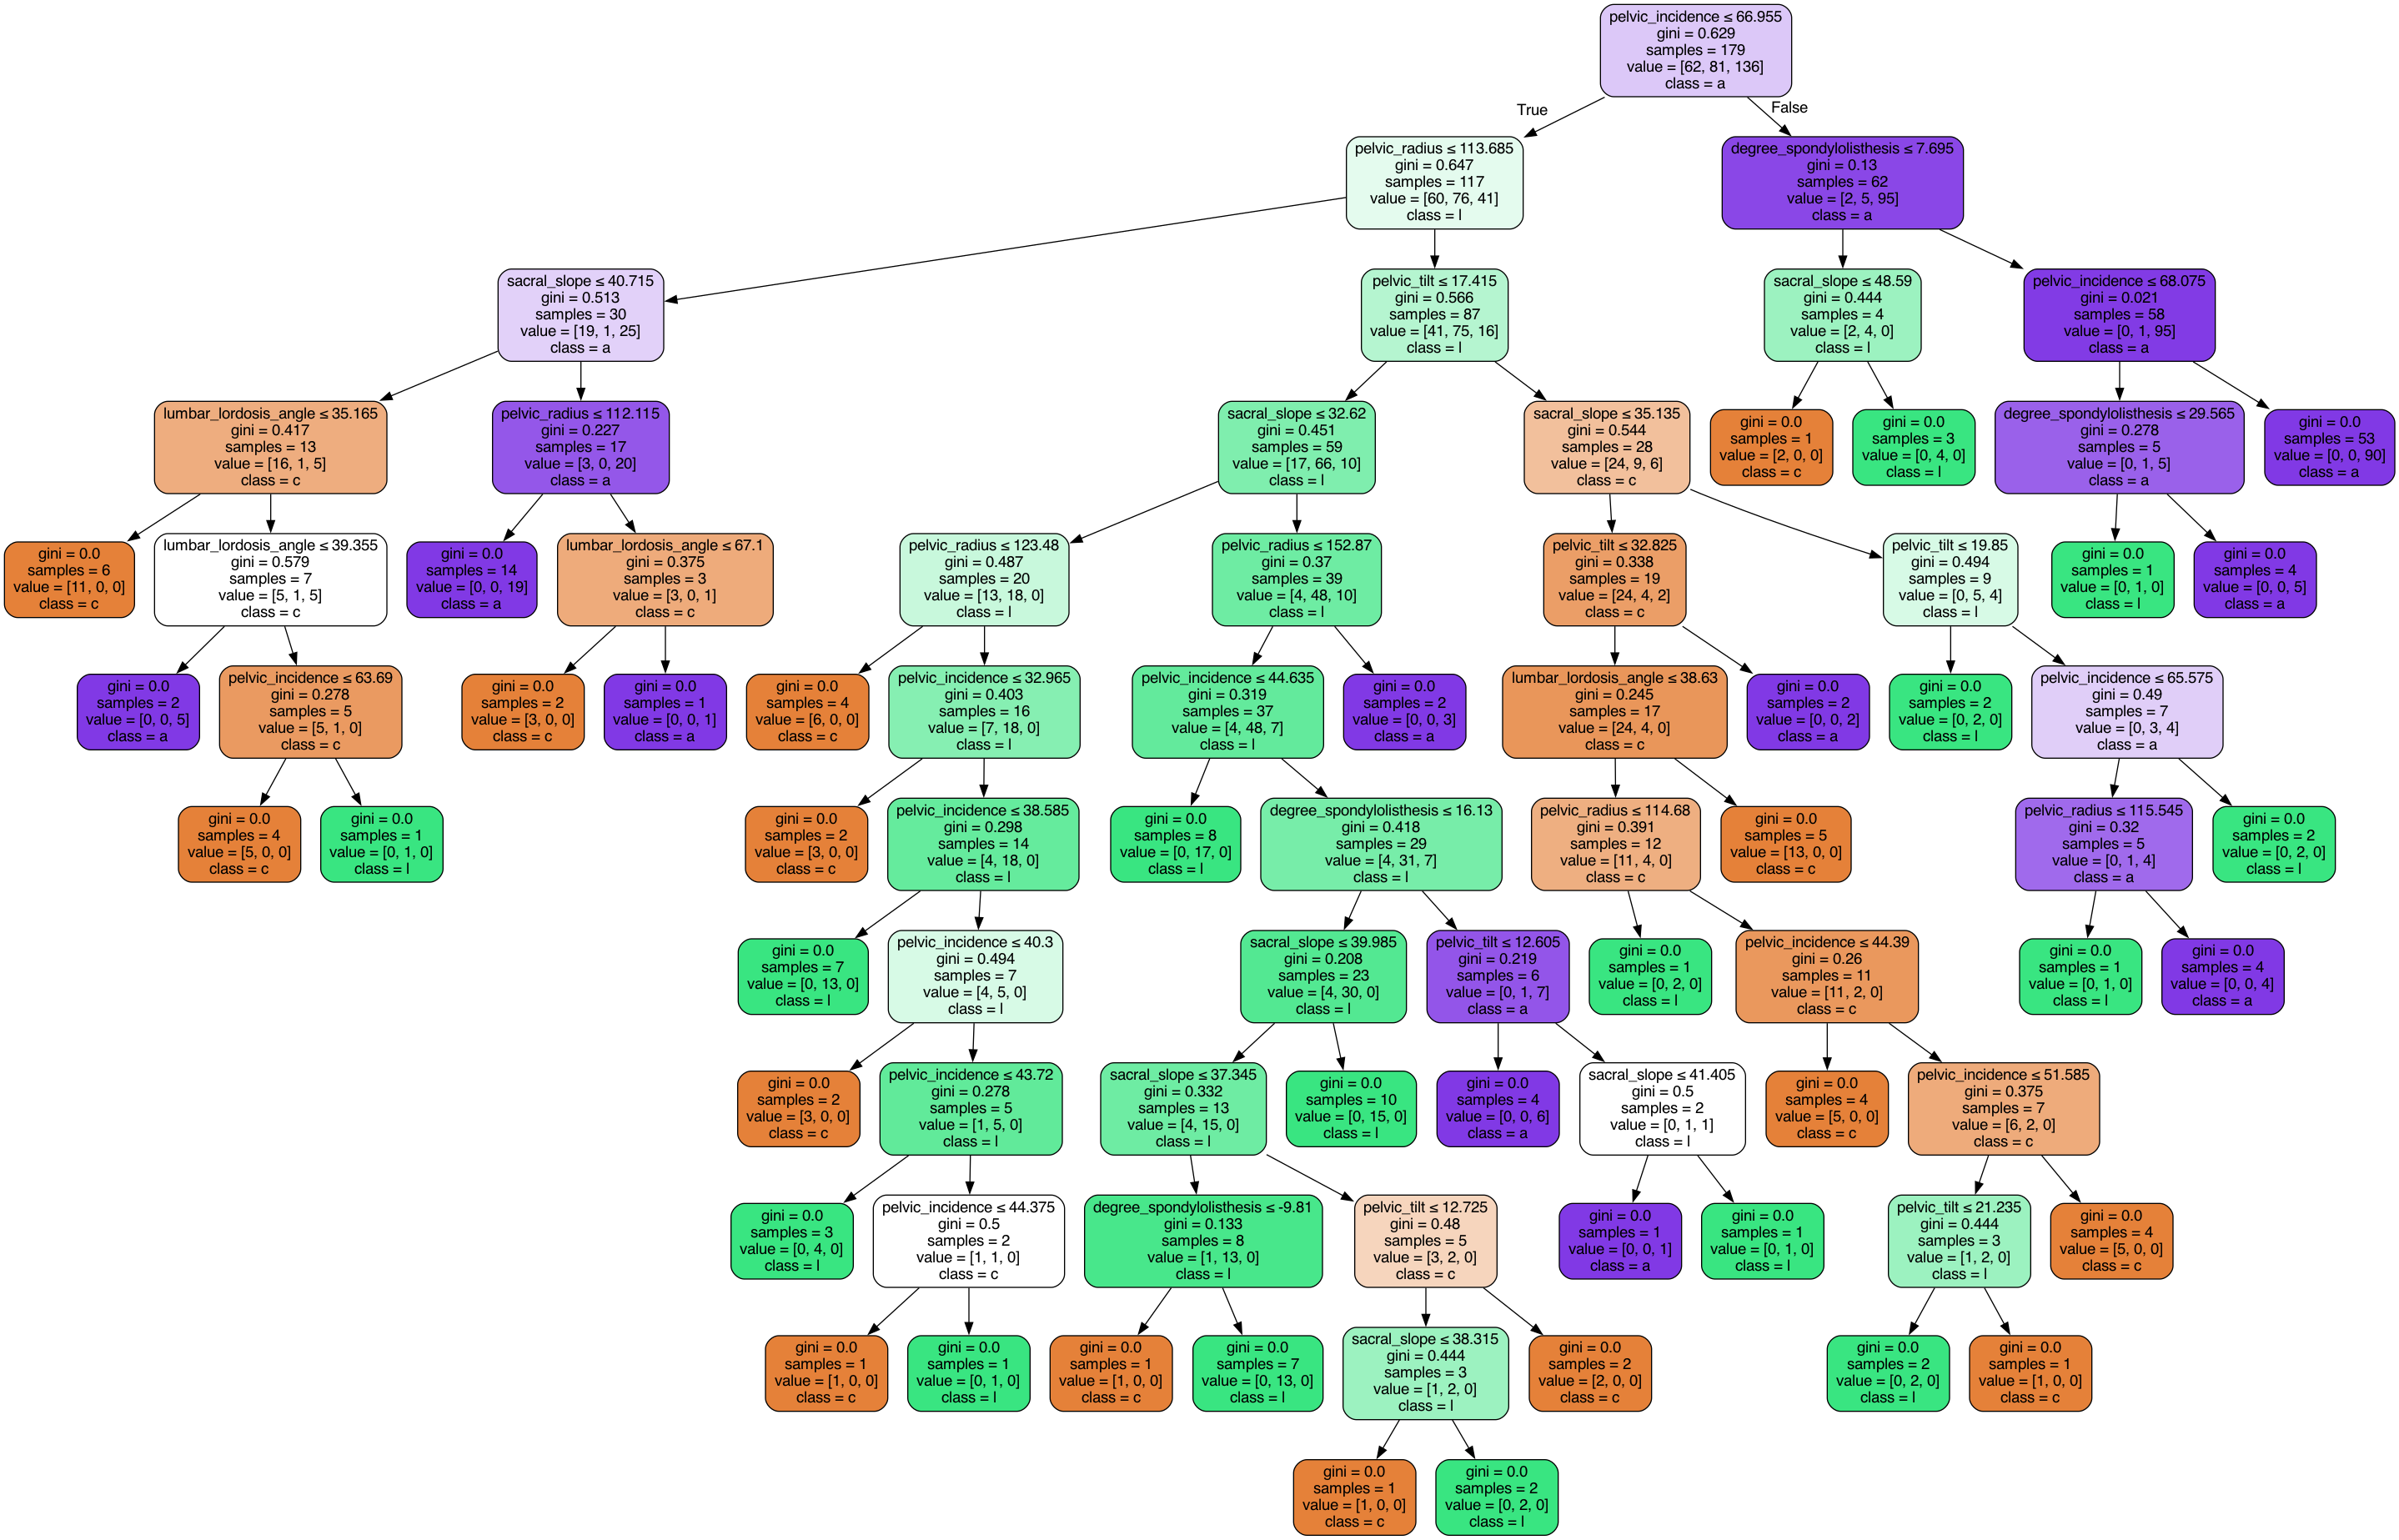 pelvic_incidence ≤ 66.955
gini = 0.629
samples = 179
value = [62, 81, 136]
class = a
True
False
pelvic_radius ≤ 113.685
gini = 0.647
samples = 117
value = [60, 76, 41]
class = l
degree_spondylolisthesis ≤ 7.695
gini = 0.13
samples = 62
value = [2, 5, 95]
class = a
sacral_slope ≤ 40.715
gini = 0.513
samples = 30
value = [19, 1, 25]
class = a
pelvic_tilt ≤ 17.415
gini = 0.566
samples = 87
value = [41, 75, 16]
class = l
sacral_slope ≤ 48.59
gini = 0.444
samples = 4
value = [2, 4, 0]
class = l
pelvic_incidence ≤ 68.075
gini = 0.021
samples = 58
value = [0, 1, 95]
class = a
lumbar_lordosis_angle ≤ 35.165
gini = 0.417
samples = 13
value = [16, 1, 5]
class = c
pelvic_radius ≤ 112.115
gini = 0.227
samples = 17
value = [3, 0, 20]
class = a
sacral_slope ≤ 32.62
gini = 0.451
samples = 59
value = [17, 66, 10]
class = l
sacral_slope ≤ 35.135
gini = 0.544
samples = 28
value = [24, 9, 6]
class = c
gini = 0.0
samples = 1
value = [2, 0, 0]
class = c
gini = 0.0
samples = 3
value = [0, 4, 0]
class = l
degree_spondylolisthesis ≤ 29.565
gini = 0.278
samples = 5
value = [0, 1, 5]
class = a
gini = 0.0
samples = 53
value = [0, 0, 90]
class = a
gini = 0.0
samples = 6
value = [11, 0, 0]
class = c
lumbar_lordosis_angle ≤ 39.355
gini = 0.579
samples = 7
value = [5, 1, 5]
class = c
gini = 0.0
samples = 14
value = [0, 0, 19]
class = a
lumbar_lordosis_angle ≤ 67.1
gini = 0.375
samples = 3
value = [3, 0, 1]
class = c
pelvic_radius ≤ 123.48
gini = 0.487
samples = 20
value = [13, 18, 0]
class = l
pelvic_radius ≤ 152.87
gini = 0.37
samples = 39
value = [4, 48, 10]
class = l
pelvic_tilt ≤ 32.825
gini = 0.338
samples = 19
value = [24, 4, 2]
class = c
pelvic_tilt ≤ 19.85
gini = 0.494
samples = 9
value = [0, 5, 4]
class = l
gini = 0.0
samples = 1
value = [0, 1, 0]
class = l
gini = 0.0
samples = 4
value = [0, 0, 5]
class = a
gini = 0.0
samples = 2
value = [0, 0, 5]
class = a
pelvic_incidence ≤ 63.69
gini = 0.278
samples = 5
value = [5, 1, 0]
class = c
gini = 0.0
samples = 2
value = [3, 0, 0]
class = c
gini = 0.0
samples = 1
value = [0, 0, 1]
class = a
gini = 0.0
samples = 4
value = [6, 0, 0]
class = c
pelvic_incidence ≤ 32.965
gini = 0.403
samples = 16
value = [7, 18, 0]
class = l
pelvic_incidence ≤ 44.635
gini = 0.319
samples = 37
value = [4, 48, 7]
class = l
gini = 0.0
samples = 2
value = [0, 0, 3]
class = a
lumbar_lordosis_angle ≤ 38.63
gini = 0.245
samples = 17
value = [24, 4, 0]
class = c
gini = 0.0
samples = 2
value = [0, 0, 2]
class = a
gini = 0.0
samples = 2
value = [0, 2, 0]
class = l
pelvic_incidence ≤ 65.575
gini = 0.49
samples = 7
value = [0, 3, 4]
class = a
gini = 0.0
samples = 4
value = [5, 0, 0]
class = c
gini = 0.0
samples = 1
value = [0, 1, 0]
class = l
gini = 0.0
samples = 2
value = [3, 0, 0]
class = c
pelvic_incidence ≤ 38.585
gini = 0.298
samples = 14
value = [4, 18, 0]
class = l
gini = 0.0
samples = 8
value = [0, 17, 0]
class = l
degree_spondylolisthesis ≤ 16.13
gini = 0.418
samples = 29
value = [4, 31, 7]
class = l
pelvic_radius ≤ 114.68
gini = 0.391
samples = 12
value = [11, 4, 0]
class = c
gini = 0.0
samples = 5
value = [13, 0, 0]
class = c
pelvic_radius ≤ 115.545
gini = 0.32
samples = 5
value = [0, 1, 4]
class = a
gini = 0.0
samples = 2
value = [0, 2, 0]
class = l
gini = 0.0
samples = 7
value = [0, 13, 0]
class = l
pelvic_incidence ≤ 40.3
gini = 0.494
samples = 7
value = [4, 5, 0]
class = l
sacral_slope ≤ 39.985
gini = 0.208
samples = 23
value = [4, 30, 0]
class = l
pelvic_tilt ≤ 12.605
gini = 0.219
samples = 6
value = [0, 1, 7]
class = a
gini = 0.0
samples = 1
value = [0, 2, 0]
class = l
pelvic_incidence ≤ 44.39
gini = 0.26
samples = 11
value = [11, 2, 0]
class = c
gini = 0.0
samples = 1
value = [0, 1, 0]
class = l
gini = 0.0
samples = 4
value = [0, 0, 4]
class = a
gini = 0.0
samples = 2
value = [3, 0, 0]
class = c
pelvic_incidence ≤ 43.72
gini = 0.278
samples = 5
value = [1, 5, 0]
class = l
sacral_slope ≤ 37.345
gini = 0.332
samples = 13
value = [4, 15, 0]
class = l
gini = 0.0
samples = 10
value = [0, 15, 0]
class = l
gini = 0.0
samples = 4
value = [0, 0, 6]
class = a
sacral_slope ≤ 41.405
gini = 0.5
samples = 2
value = [0, 1, 1]
class = l
gini = 0.0
samples = 4
value = [5, 0, 0]
class = c
pelvic_incidence ≤ 51.585
gini = 0.375
samples = 7
value = [6, 2, 0]
class = c
gini = 0.0
samples = 3
value = [0, 4, 0]
class = l
pelvic_incidence ≤ 44.375
gini = 0.5
samples = 2
value = [1, 1, 0]
class = c
degree_spondylolisthesis ≤ -9.81
gini = 0.133
samples = 8
value = [1, 13, 0]
class = l
pelvic_tilt ≤ 12.725
gini = 0.48
samples = 5
value = [3, 2, 0]
class = c
gini = 0.0
samples = 1
value = [0, 0, 1]
class = a
gini = 0.0
samples = 1
value = [0, 1, 0]
class = l
pelvic_tilt ≤ 21.235
gini = 0.444
samples = 3
value = [1, 2, 0]
class = l
gini = 0.0
samples = 4
value = [5, 0, 0]
class = c
gini = 0.0
samples = 1
value = [1, 0, 0]
class = c
gini = 0.0
samples = 1
value = [0, 1, 0]
class = l
gini = 0.0
samples = 1
value = [1, 0, 0]
class = c
gini = 0.0
samples = 7
value = [0, 13, 0]
class = l
sacral_slope ≤ 38.315
gini = 0.444
samples = 3
value = [1, 2, 0]
class = l
gini = 0.0
samples = 2
value = [2, 0, 0]
class = c
gini = 0.0
samples = 2
value = [0, 2, 0]
class = l
gini = 0.0
samples = 1
value = [1, 0, 0]
class = c
gini = 0.0
samples = 1
value = [1, 0, 0]
class = c
gini = 0.0
samples = 2
value = [0, 2, 0]
class = l